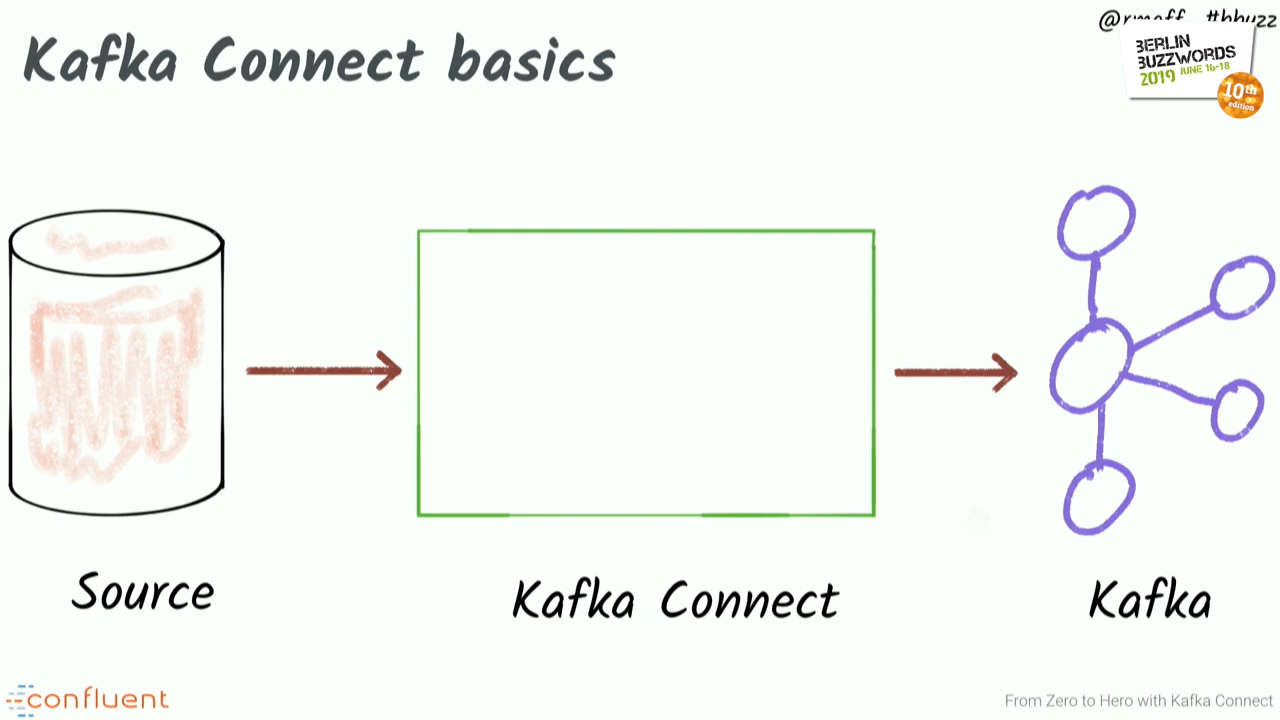 Kafka Connect basics
#bbuzz
BERLIN
BUZZWORDS
2019 JUNE 16-18
10th
edition
Source
Kafka Connect
Kafka
confluent
From Zero to Hero with Kafka Connect